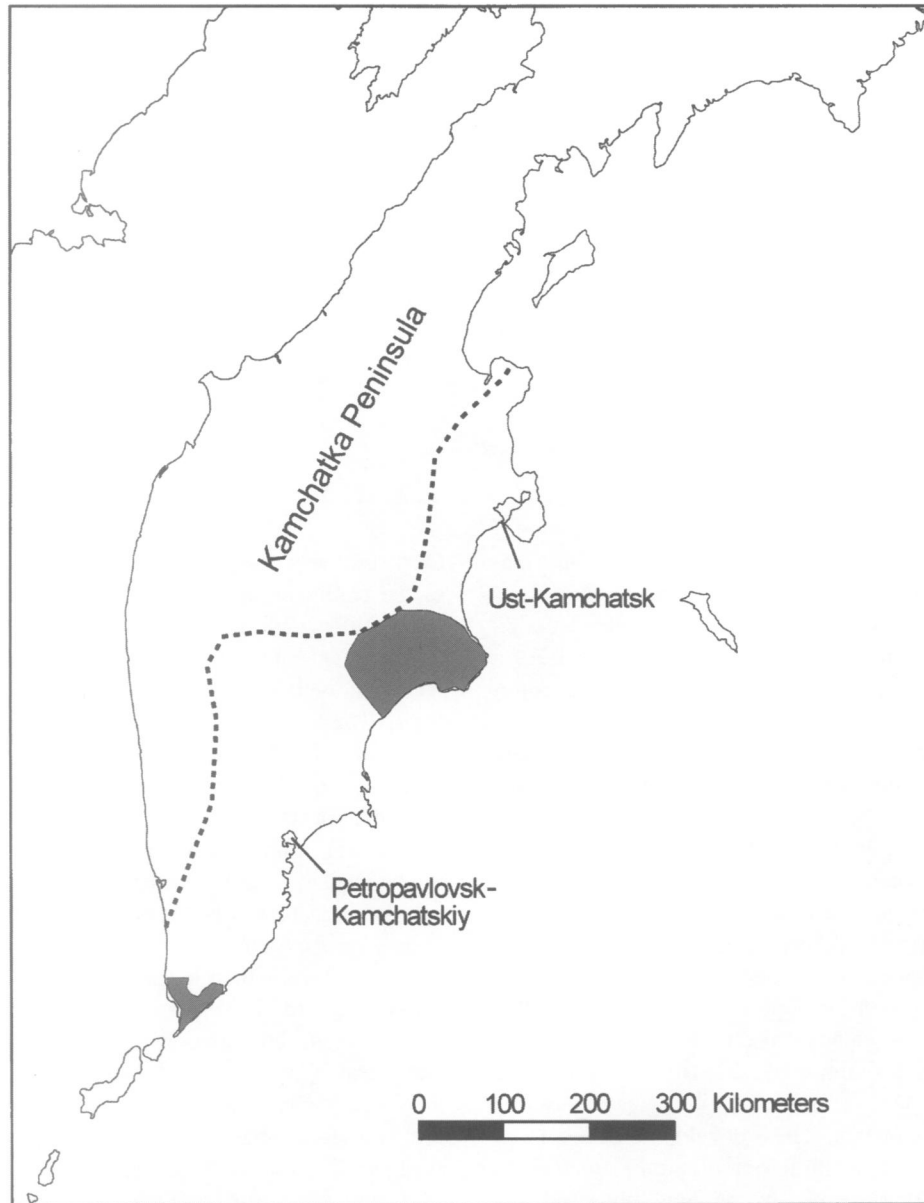 Kamchatka Peninsula
Ust-Kamchatsk
Petropavlovsk-
Kamchatskiy
0 100 200 300 Kilometers